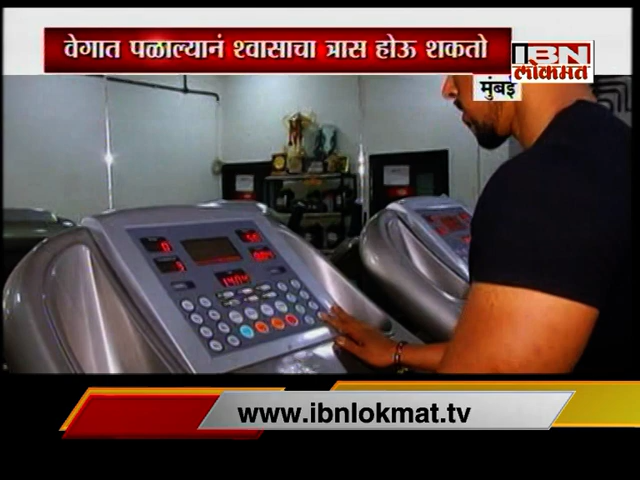 वेगात पळाल्यानं श्वासाचा त्रास होऊ शकतो
IBN
लोकमत
मुंबई
www.ibnlokmat.tv